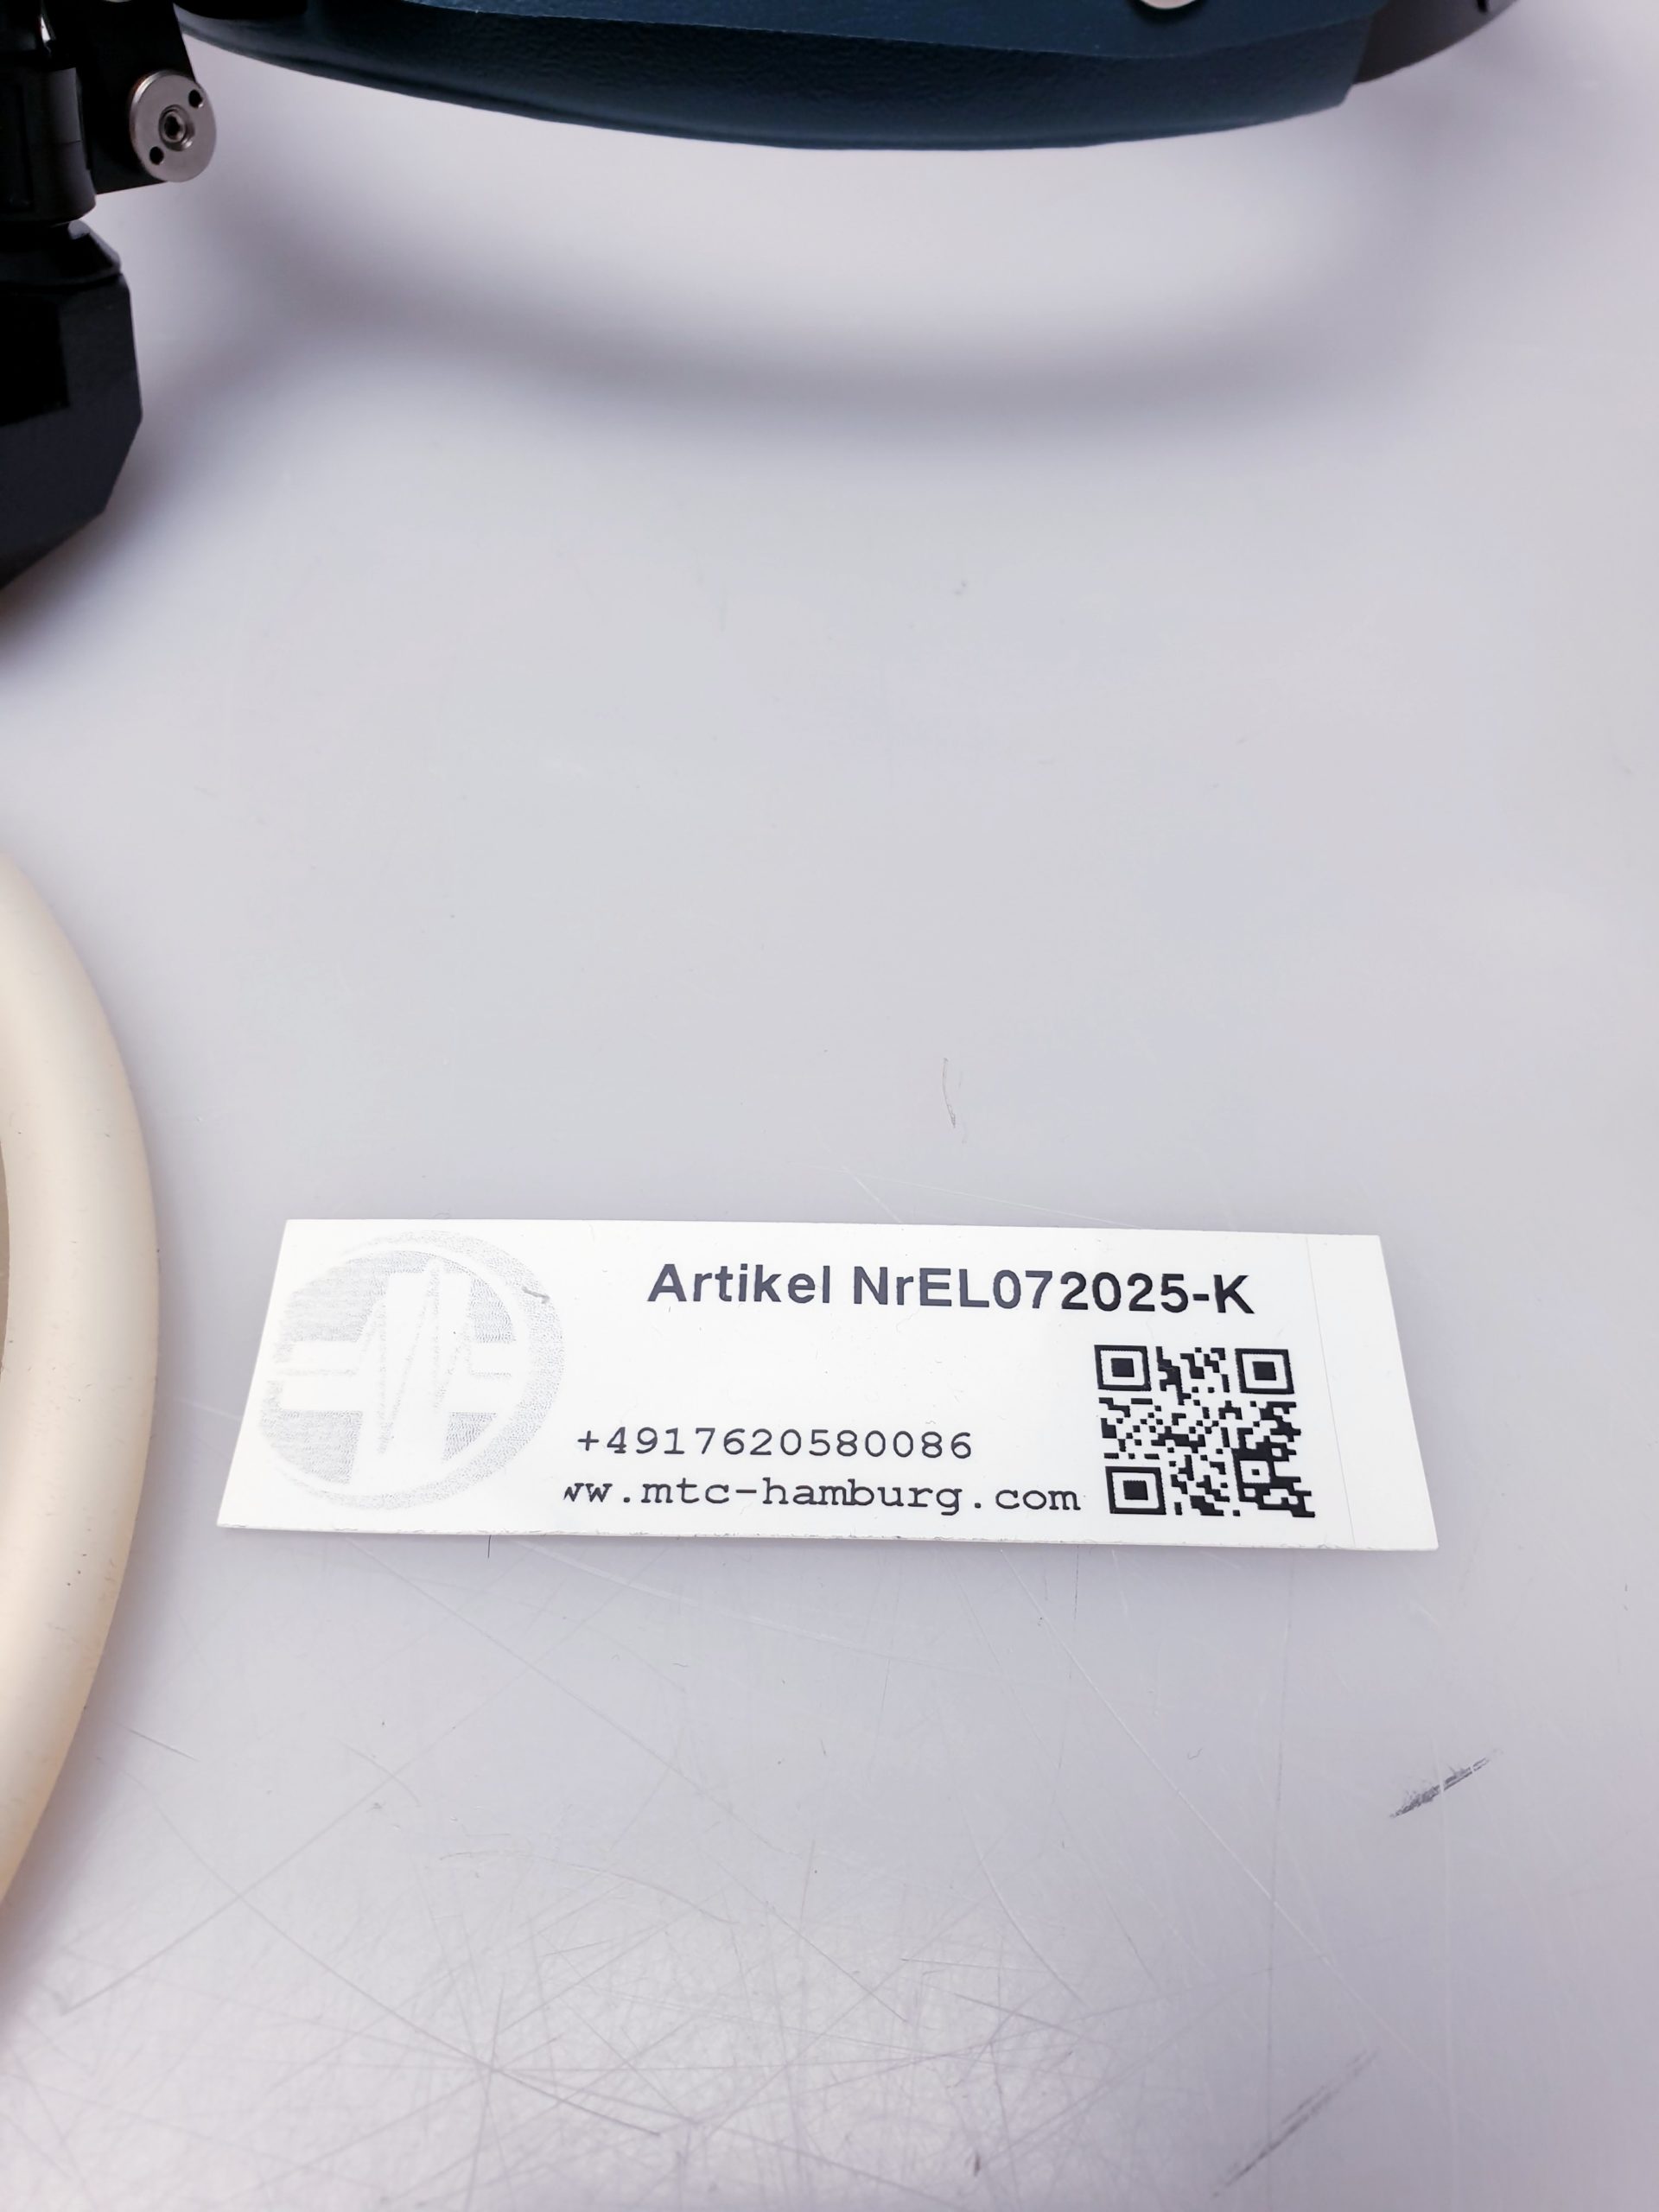 Artikel NrEL072025-K
+4917620580086
ww.mtc-hamburg.com